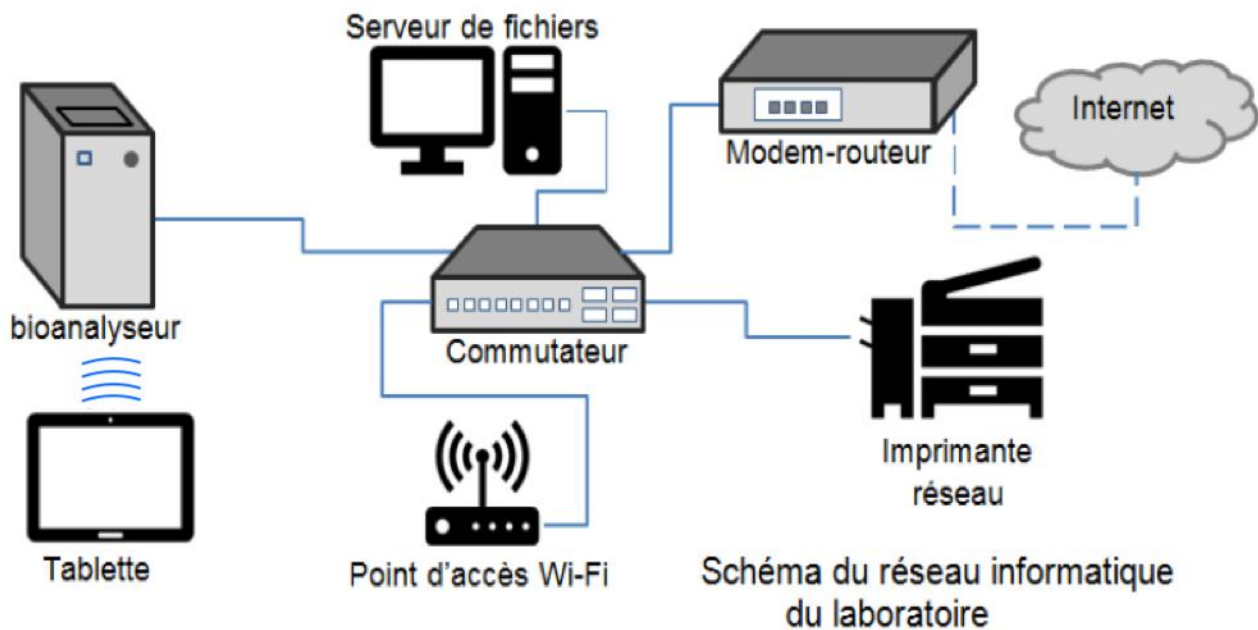 Serveur de fichiers
Internet
Modem-routeur
bioanalyseur
Commutateur
Imprimante
réseau
Tablette
Point d'accès Wi-Fi
Schéma du réseau informatique
du laboratoire